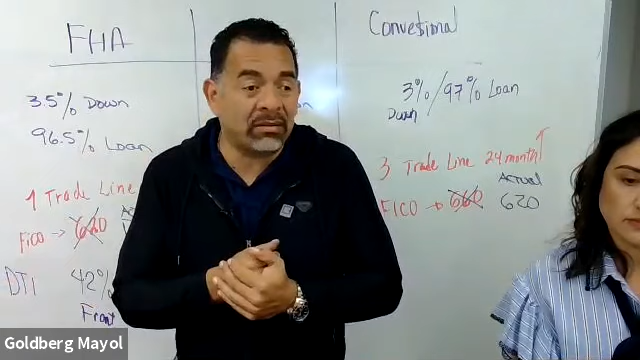 FHA
Convetional
3.5% Down
3% / 97% Loan
Down
96.5% Loan
3 Trade Line 24 month
1 Trade Line
Actual
FICO → 660 620
FICO →
DTI 42%
Front
Goldberg Mayol